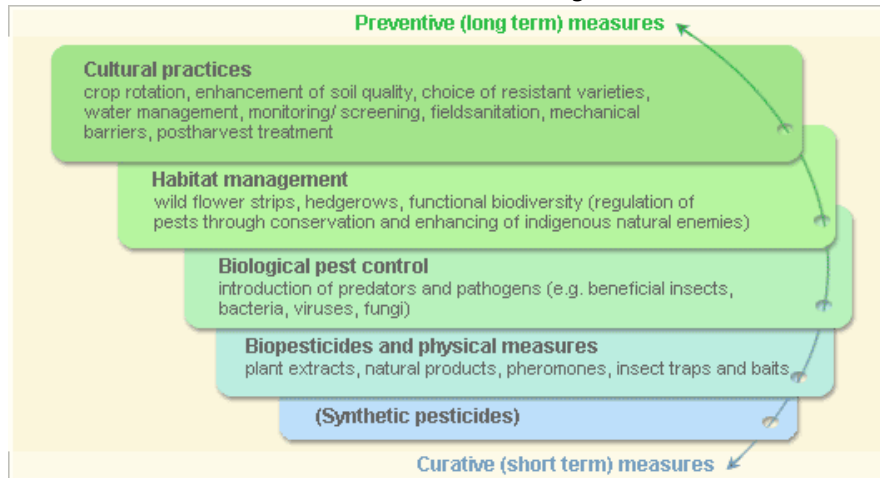 Preventive (long term) measures
Cultural practices
crop rotation, enhancement of soil quality, choice of resistant varieties,
water management, monitoring/ screening, fieldsanitation, mechanical
barriers, postharvest treatment
Habitat management
wild flower strips, hedgerows, functional biodiversity (regulation of
pests through conservation and enhancing of indigenous natural enemies)
Biological pest control
introduction of predators and pathogens (e.g. beneficial insects,
bacteria, viruses, fungi)
Biopesticides and physical measures
plant extracts, natural products, pheromones, insect traps and baits
(Synthetic pesticides)
Curative (short term) measures